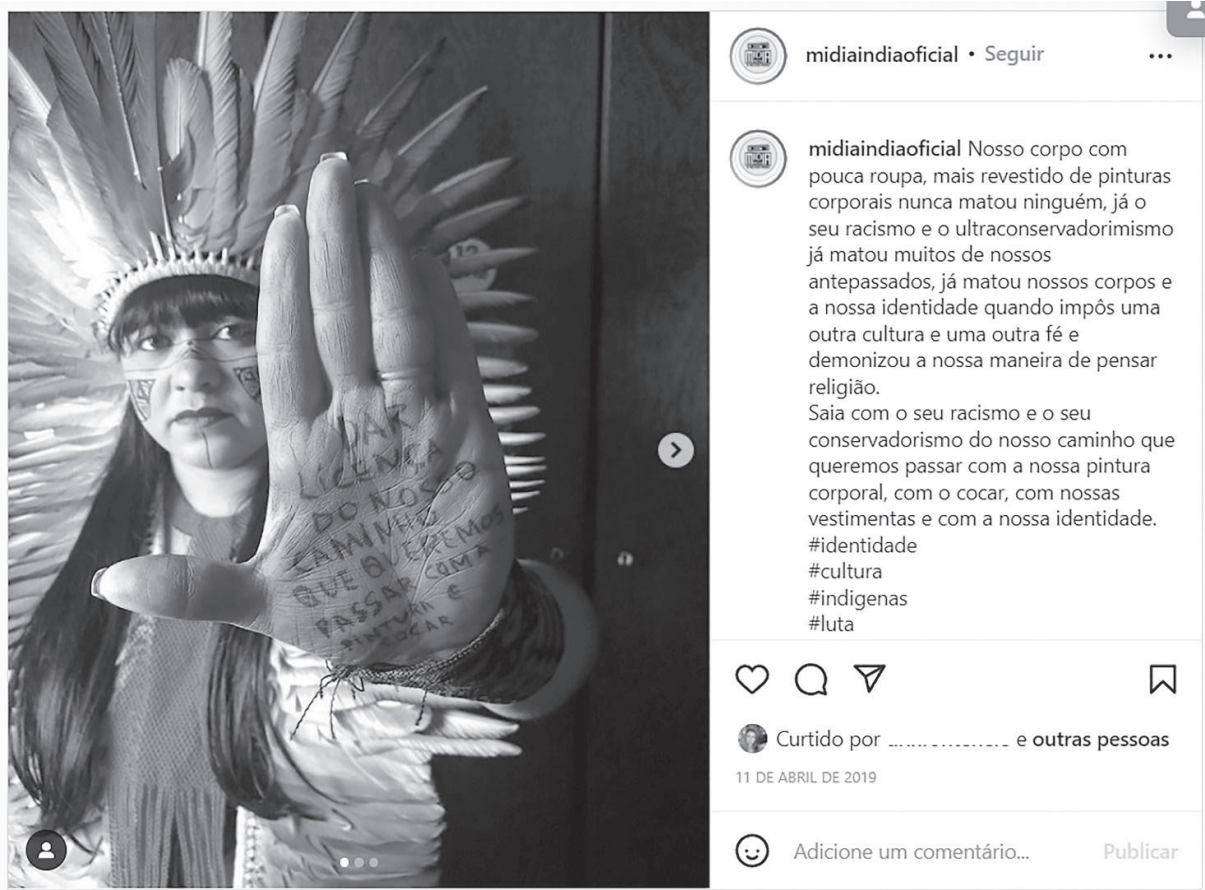 midiaindiaoficial • Seguir
midiaindiaoficial Nosso corpo com
pouca roupa, mais revestido de pinturas
corporais nunca matou ninguém, já o
seu racismo e o ultraconservadorimismo
já matou muitos de nossos
antepassados, já matou nossos corpos e
a nossa identidade quando impôs uma
outra cultura e uma outra fé e
demonizou a nossa maneira de pensar
religião.
Saia com o seu racismo e o seu
conservadorismo do nosso caminho que
queremos passar com a nossa pintura
corporal, com o cocar, com nossas
vestimentas e com a nossa identidade.
#identidade
#cultura
#indigenas
#luta
Curtido por e outras pessoas
11 DE ABRIL DE 2019
Adicione um comentário... Publicar
DAR
LICENÇA
DO NOSSO
CAMINHO
QUE QUEREMOS
PASSAR COM A
PINTURA E
COCAR